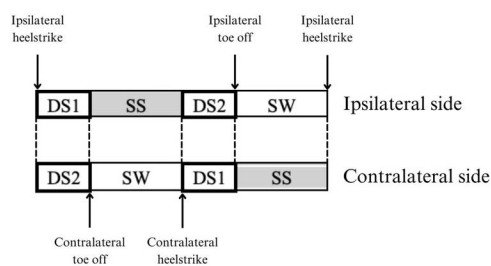 Ipsilateral
heelstrike
Ipsilateral
toe off
Ipsilateral
heelstrike
DS1 SS DS2 SW Ipsilateral side
DS2 SW DS1 SS Contralateral side
Contralateral
toe off
Contralateral
heelstrike